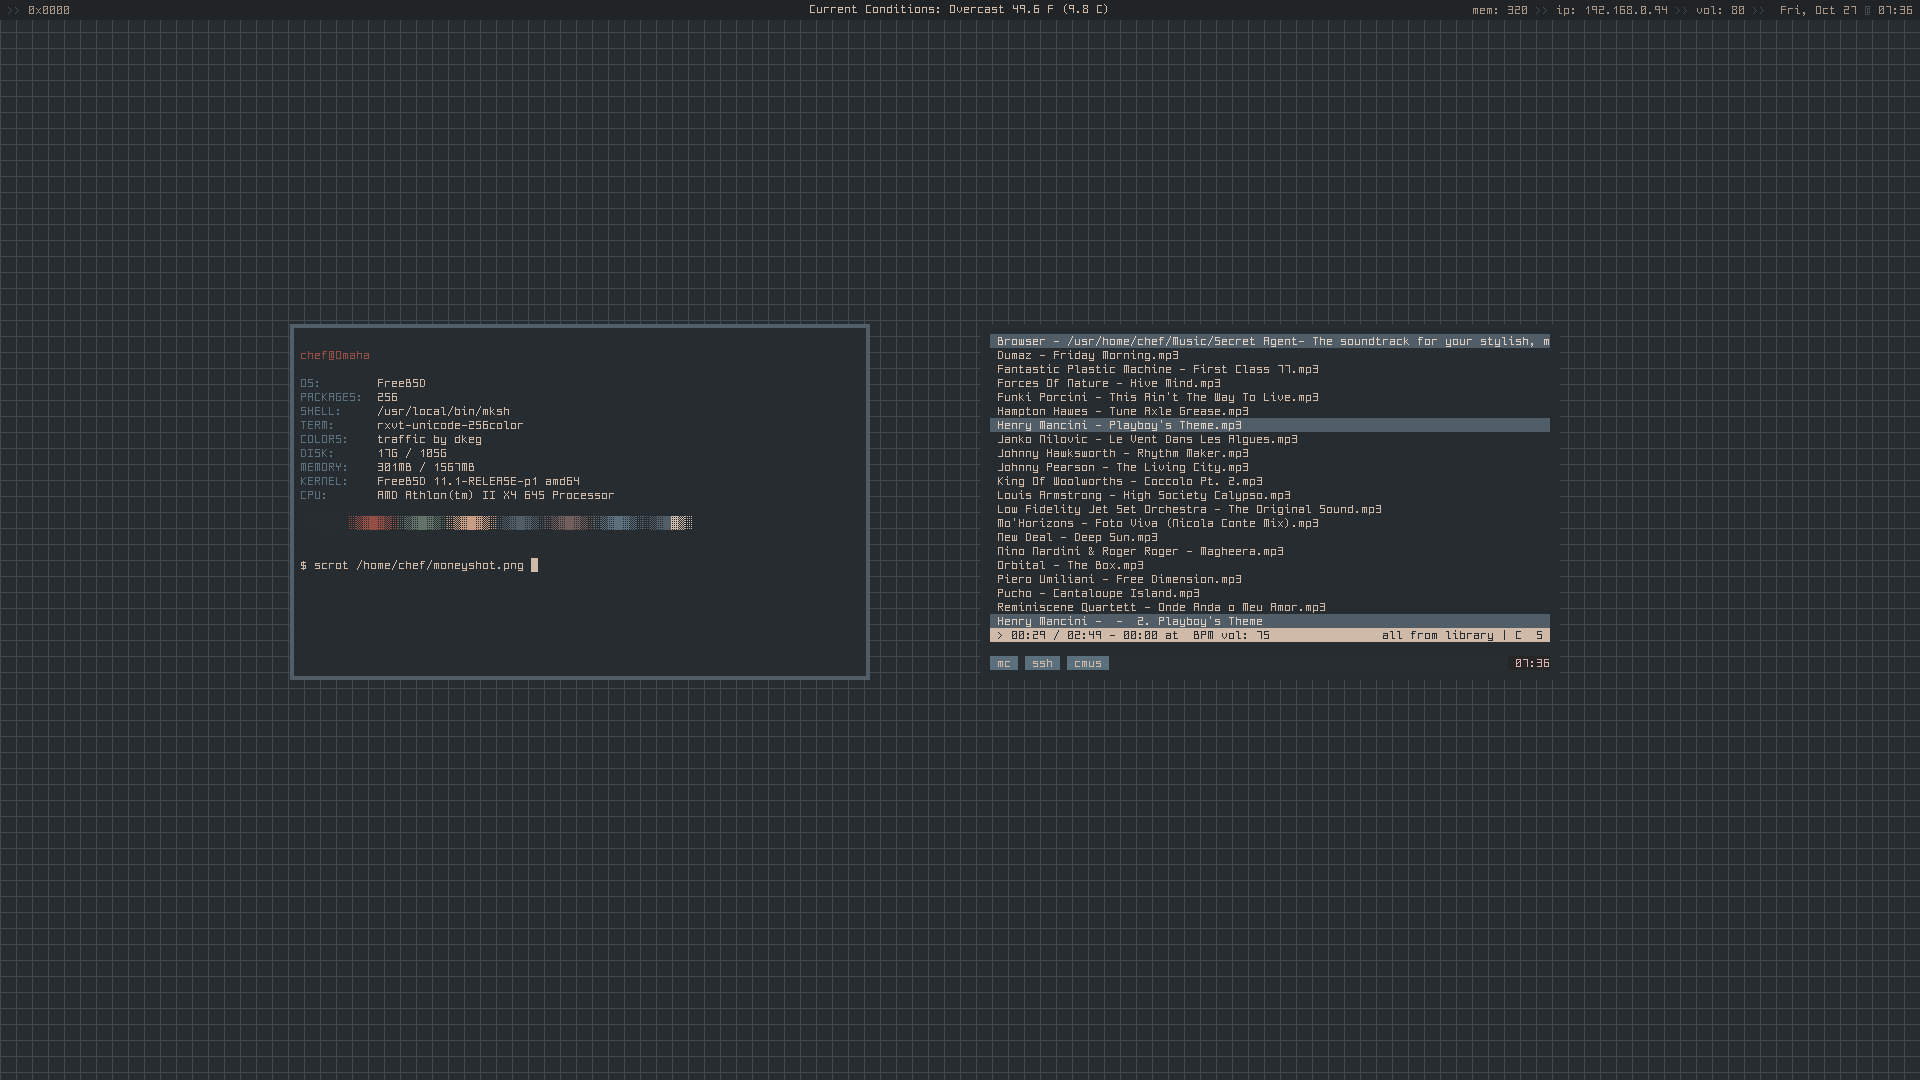 >> 0x0000
Current Conditions: Overcast 49.6 F (9.8 C)
mem: 320 >> ip: 192.168.0.94 >> vol: 80 >> Fri, Oct 27 @ 07:36
chef@Omaha
OS: FreeBSD
PACKAGES: 256
SHELL: /usr/local/bin/mksh
TERM: rxvt-unicode-256color
COLORS: traffic by dkeg
DISK: 17G / 105G
MEMORY: 301MB / 1567MB
KERNEL: FreeBSD 11.1-RELEASE-p1 amd64
CPU: AMD Athlon(tm) II X4 645 Processor
$ scrot /home/chef/moneyshot.png
Browser - /usr/home/chef/Music/Secret Agent- The soundtrack for your stylish, m
Dumaz - Friday Morning.mp3
Fantastic Plastic Machine - First Class 77.mp3
Forces Of Nature - Hive Mind.mp3
Funki Porcini - This Ain't The Way To Live.mp3
Hampton Hawes - Tune Axle Grease.mp3
Henry Mancini - Playboy's Theme.mp3
Janko Nilovic - Le Vent Dans Les Algues.mp3
Johnny Hawksworth - Rhythm Maker.mp3
Johnny Pearson - The Living City.mp3
King Of Woolworths - Coccolo Pt. 2.mp3
Louis Armstrong - High Society Calypso.mp3
Low Fidelity Jet Set Orchestra - The Original Sound.mp3
Mo'Horizons - Foto Viva (Nicola Conte Mix).mp3
New Deal - Deep Sun.mp3
Nino Nardini & Roger Roger - Magheera.mp3
Orbital - The Box.mp3
Piero Umiliani - Free Dimension.mp3
Pucho - Cantaloupe Island.mp3
Reminiscene Quartett - Onde Anda o Meu Amor.mp3
Henry Mancini - - 2. Playboy's Theme
> 00:29 / 02:49 - 00:00 at BPM vol: 75 all from library | C S
mc ssh cmus 07:36